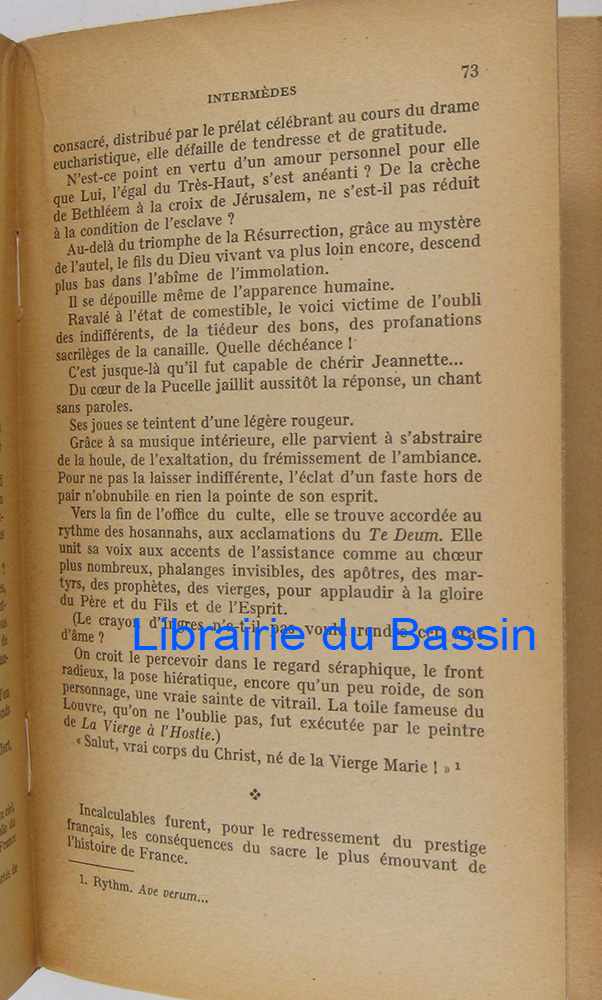 INTERMÈDES
73
consacré, distribué par le prélat célébrant au cours du drame
eucharistique, elle défaille de tendresse et de gratitude.
N'est-ce point en vertu d'un amour personnel pour elle
que Lui, l'égal du Très-Haut, s'est anéanti ? De la crèche
de Bethléem à la croix de Jérusalem, ne s'est-il pas réduit
à la condition de l'esclave ?
Au-delà du triomphe de la Résurrection, grâce au mystère
de l'autel, le fils du Dieu vivant va plus loin encore, descend
plus bas dans l'abîme de l'immolation.
Il se dépouille même de l'apparence humaine.
Ravalé à l'état de comestible, le voici victime de l'oubli
des indifférents, de la tiédeur des bons, des profanations
sacrilèges de la canaille. Quelle déchéance !
C'est jusque-là qu'il fut capable de chérir Jeannette...
Du cœur de la Pucelle jaillit aussitôt la réponse, un chant
sans paroles.
Ses joues se teintent d'une légère rougeur.
Grâce à sa musique intérieure, elle parvient à s'abstraire
de la houle, de l'exaltation, du frémissement de l'ambiance.
Pour ne pas la laisser indifférente, l'éclat d'un faste hors de
pair n'obnubile en rien la pointe de son esprit.
Vers la fin de l'office du culte, elle se trouve accordée au
rythme des hosannahs, aux acclamations du Te Deum. Elle
unit sa voix aux accents de l'assistance comme au chœur
plus nombreux, phalanges invisibles, des apôtres, des mar-
tyrs, des prophètes, des vierges, pour applaudir à la gloire
du Père et du Fils et de l'Esprit.
(Le crayon d'Ingres n'a-t-il pas voulu rendre cet état
d'âme ?
Librairie du Bassin
On croit le percevoir dans le regard séraphique, le front
radieux, la pose hiératique, encore qu'un peu roide, de son
personnage, une vraie sainte de vitrail. La toile fameuse du
Louvre, qu'on ne l'oublie pas, fut exécutée par le peintre
de La Vierge à l'Hostie.)
« Salut, vrai corps du Christ, né de la Vierge Marie ! » 1
Incalculables furent, pour le redressement du prestige
français, les conséquences du sacre le plus émouvant de
l'histoire de France.
1. Rythm. Ave verum...